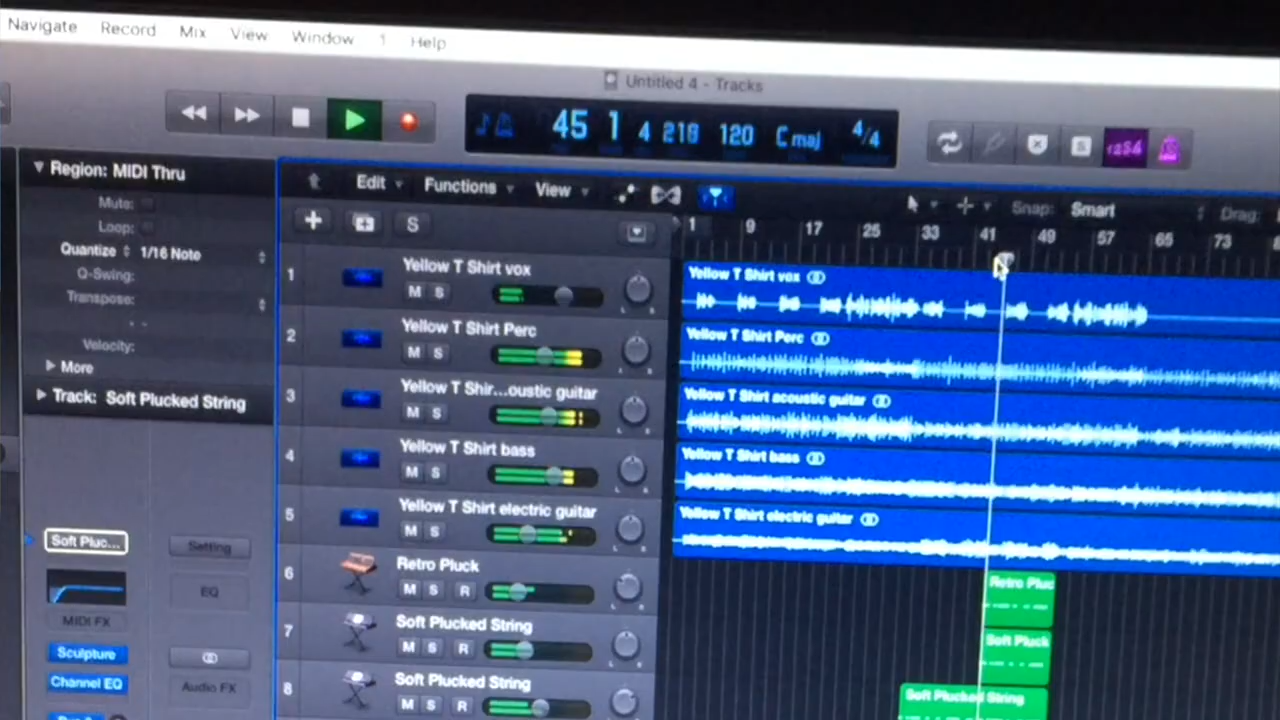 Navigate Record Mix View Window 1 Help
Untitled 4 - Tracks
45 1 4 218 120 C maj 4/4
S 1234
Region: MIDI Thru
Mute:
Loop:
Quantize 1/16 Note
Q-Swing:
Transpose:
Velocity:
More
Track: Soft Plucked String
Edit Functions View Snap: Smart Drag:
S
1 9 17 25 33 41 49 57 65 73
1 Yellow T Shirt vox
M S L R
Yellow T Shirt vox
2 Yellow T Shirt Perc
M S L R
Yellow T Shirt Perc
3 Yellow T Shir...oustic guitar
M S L R
Yellow T Shirt acoustic guitar
4 Yellow T Shirt bass
M S L R
Yellow T Shirt bass
5 Yellow T Shirt electric guitar
M S L R
Yellow T Shirt electric guitar
6 Retro Pluck
M S R L R
Retro Pluc
7 Soft Plucked String
M S R L R
Soft Pluck
8 Soft Plucked String
M S R
Soft Plucked String
Soft Pluc... Setting
EQ
MIDI FX
Sculpture
Channel EQ Audio FX